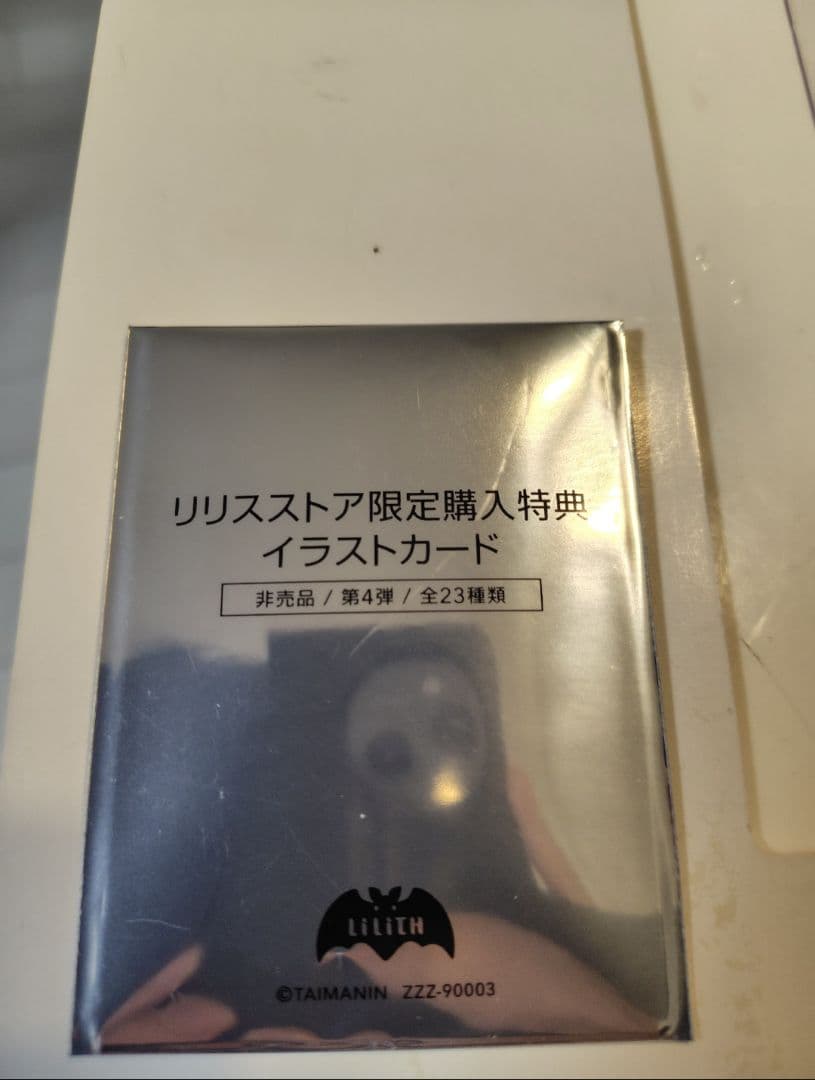 リリスストア限定購入特典
イラストカード
非売品 / 第4弾 / 全23種類
LiLiTH
©TAIMANIN ZZZ-90003